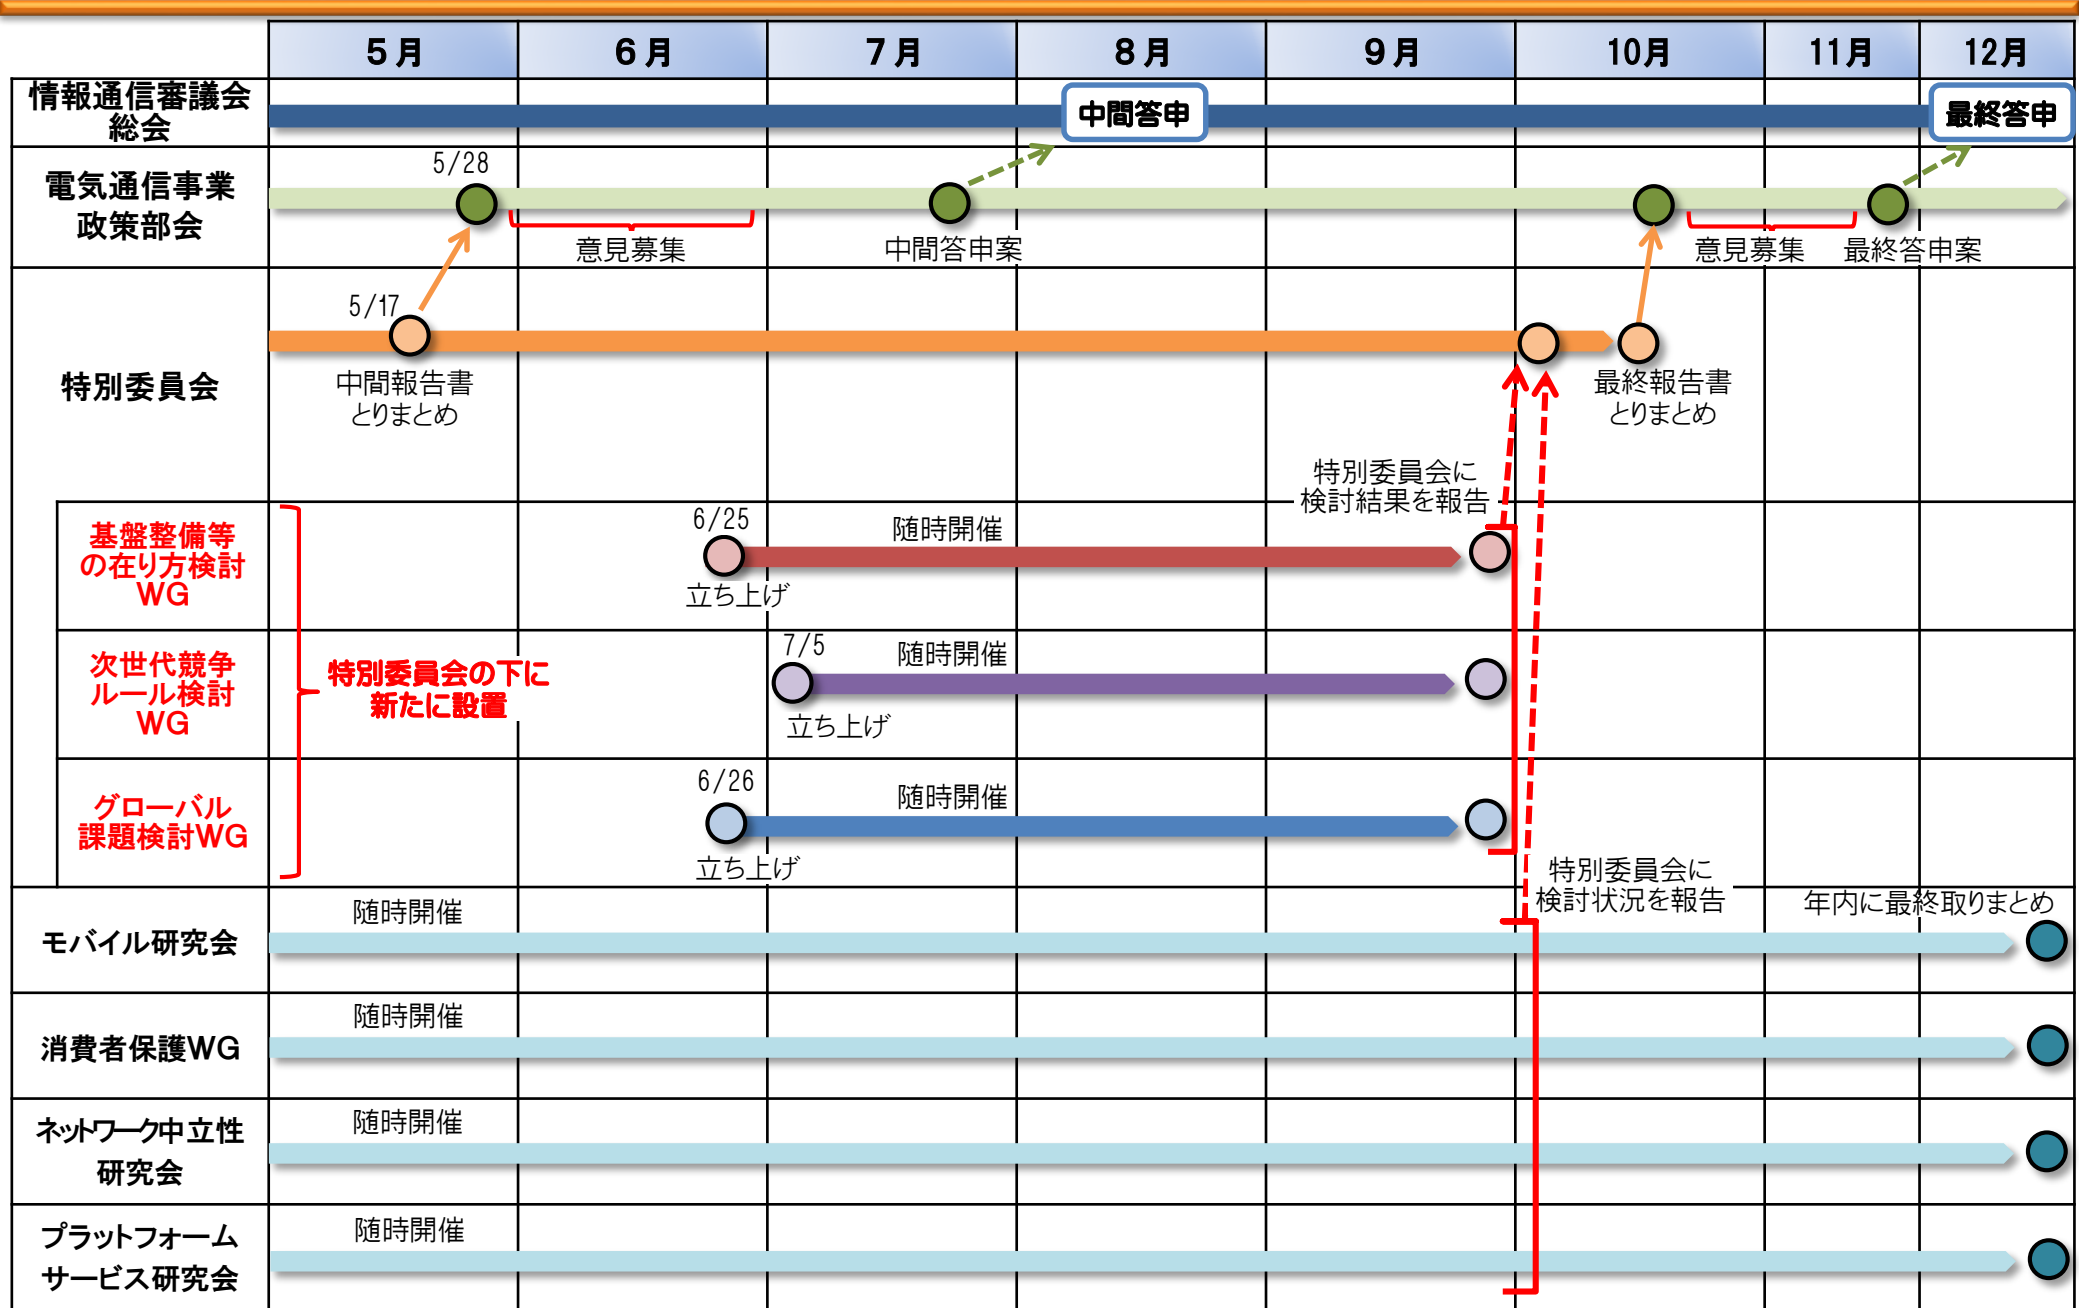 5月 6月 7月 8月 9月 10月 11月 12月
情報通信審議会
総会
中間答申
最終答申
電気通信事業
政策部会
5/28
意見募集
中間答申案
意見募集
最終答申案
特別委員会
5/17
中間報告書
とりまとめ
最終報告書
とりまとめ
特別委員会に
検討結果を報告
基盤整備等
の在り方検討
WG
6/25
立ち上げ
随時開催
次世代競争
ルール検討
WG
特別委員会の下に
新たに設置
7/5
立ち上げ
随時開催
グローバル
課題検討WG
6/26
立ち上げ
随時開催
特別委員会に
検討状況を報告
モバイル研究会
随時開催
年内に最終取りまとめ
消費者保護WG
随時開催
ネットワーク中立性
研究会
随時開催
プラットフォーム
サービス研究会
随時開催